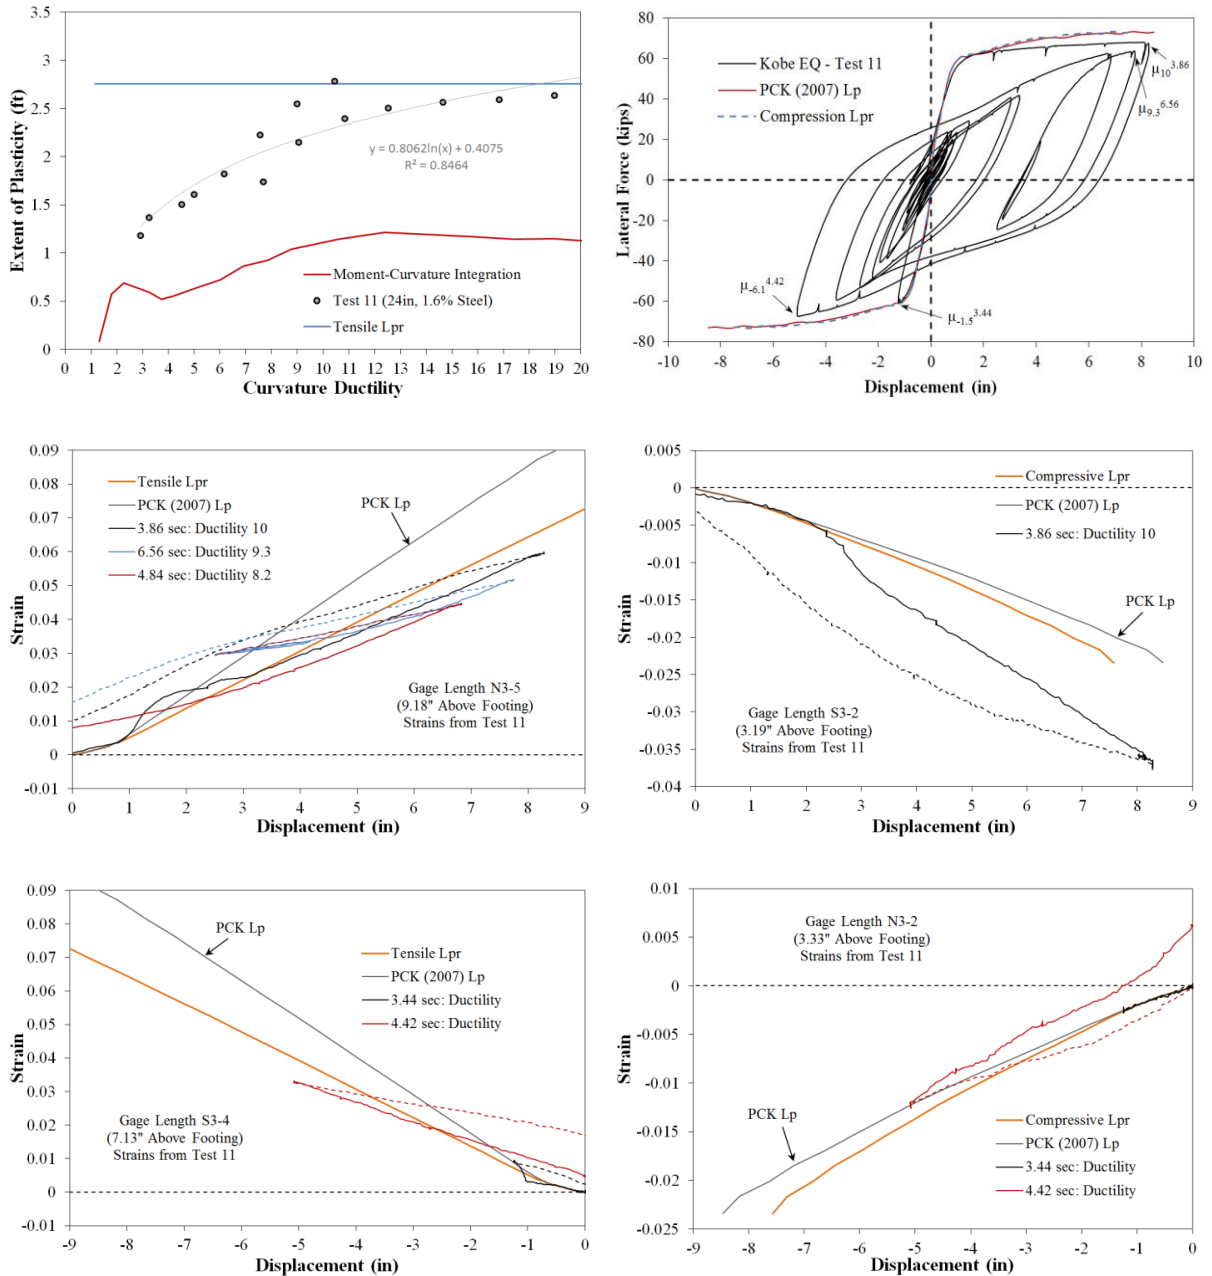 3.5
3
2.5
2
1.5
1
0.5
0
Extent of Plasticity (ft)
y = 0.8062ln(x) + 0.4075
R² = 0.8464
Moment-Curvature Integration
Test 11 (24in, 1.6% Steel)
Tensile Lpr
0 1 2 3 4 5 6 7 8 9 10 11 12 13 14 15 16 17 18 19 20
Curvature Ductility
80
60
40
20
0
-20
-40
-60
-80
Lateral Force (kips)
Kobe EQ - Test 11
PCK (2007) Lp
Compression Lpr
μ10^3.86
μ9.3^6.56
μ-6.1^4.42
μ-1.5^3.44
-10 -8 -6 -4 -2 0 2 4 6 8 10
Displacement (in)
0.09
0.08
0.07
0.06
0.05
0.04
0.03
0.02
0.01
0
-0.01
Strain
Tensile Lpr
PCK (2007) Lp
3.86 sec: Ductility 10
6.56 sec: Ductility 9.3
4.84 sec: Ductility 8.2
PCK Lp
Gage Length N3-5
(9.18" Above Footing)
Strains from Test 11
0 1 2 3 4 5 6 7 8 9
Displacement (in)
0.005
0
-0.005
-0.01
-0.015
-0.02
-0.025
-0.03
-0.035
-0.04
Strain
Compressive Lpr
PCK (2007) Lp
3.86 sec: Ductility 10
PCK Lp
Gage Length S3-2
(3.19" Above Footing)
Strains from Test 11
0 1 2 3 4 5 6 7 8 9
Displacement (in)
0.09
0.08
0.07
0.06
0.05
0.04
0.03
0.02
0.01
0
-0.01
Strain
PCK Lp
Tensile Lpr
PCK (2007) Lp
3.44 sec: Ductility
4.42 sec: Ductility
Gage Length S3-4
(7.13" Above Footing)
Strains from Test 11
-9 -8 -7 -6 -5 -4 -3 -2 -1 0
Displacement (in)
0.01
0.005
0
-0.005
-0.01
-0.015
-0.02
-0.025
Strain
Gage Length N3-2
(3.33" Above Footing)
Strains from Test 11
PCK Lp
Compressive Lpr
PCK (2007) Lp
3.44 sec: Ductility
4.42 sec: Ductility
-9 -8 -7 -6 -5 -4 -3 -2 -1 0
Displacement (in)